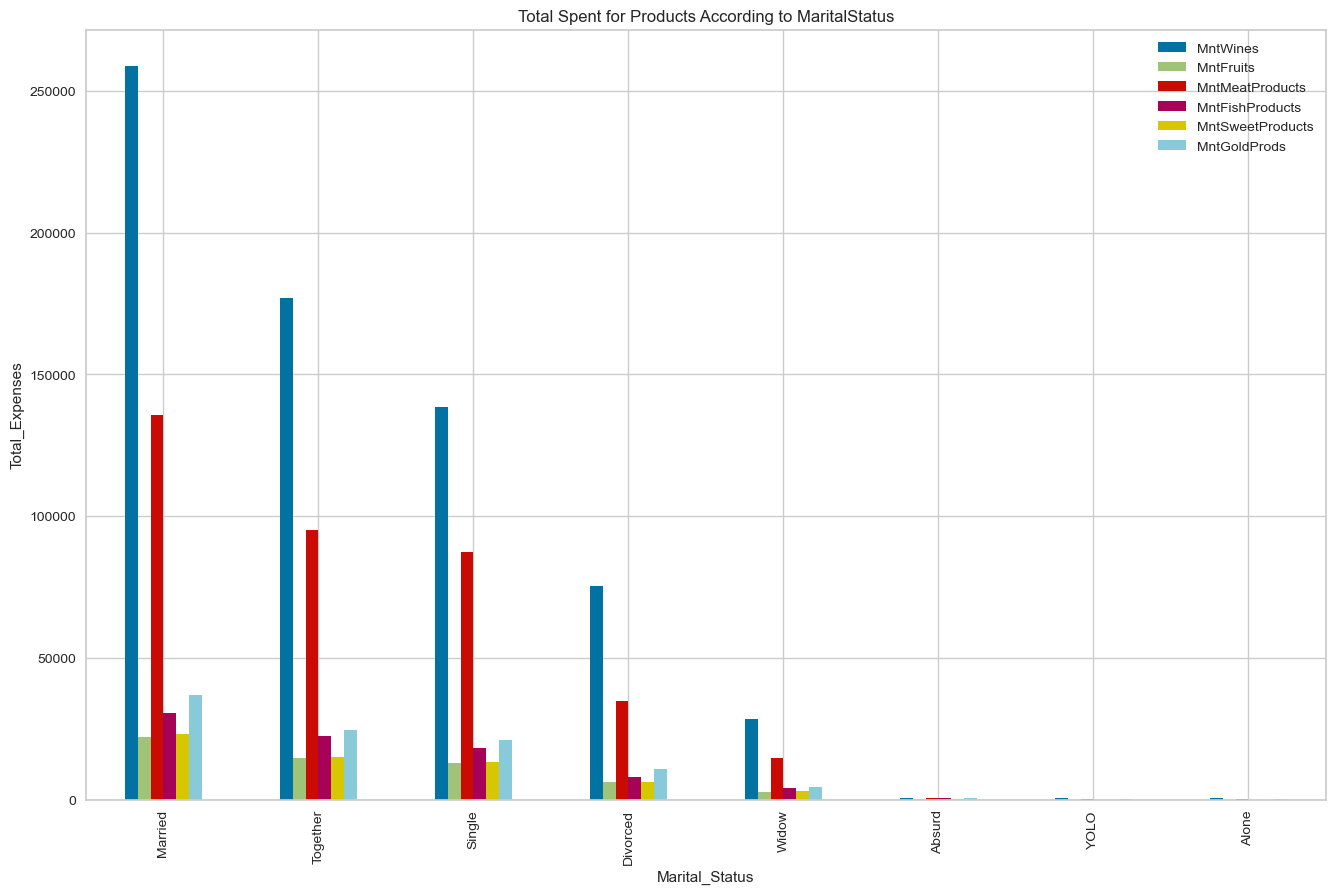 Total Spent for Products According to MaritalStatus
MntWines
MntFruits
MntMeatProducts
MntFishProducts
MntSweetProducts
MntGoldProds
Total_Expenses
250000
200000
150000
100000
50000
0
Married
Together
Single
Divorced
Widow
Absurd
YOLO
Alone
Marital_Status